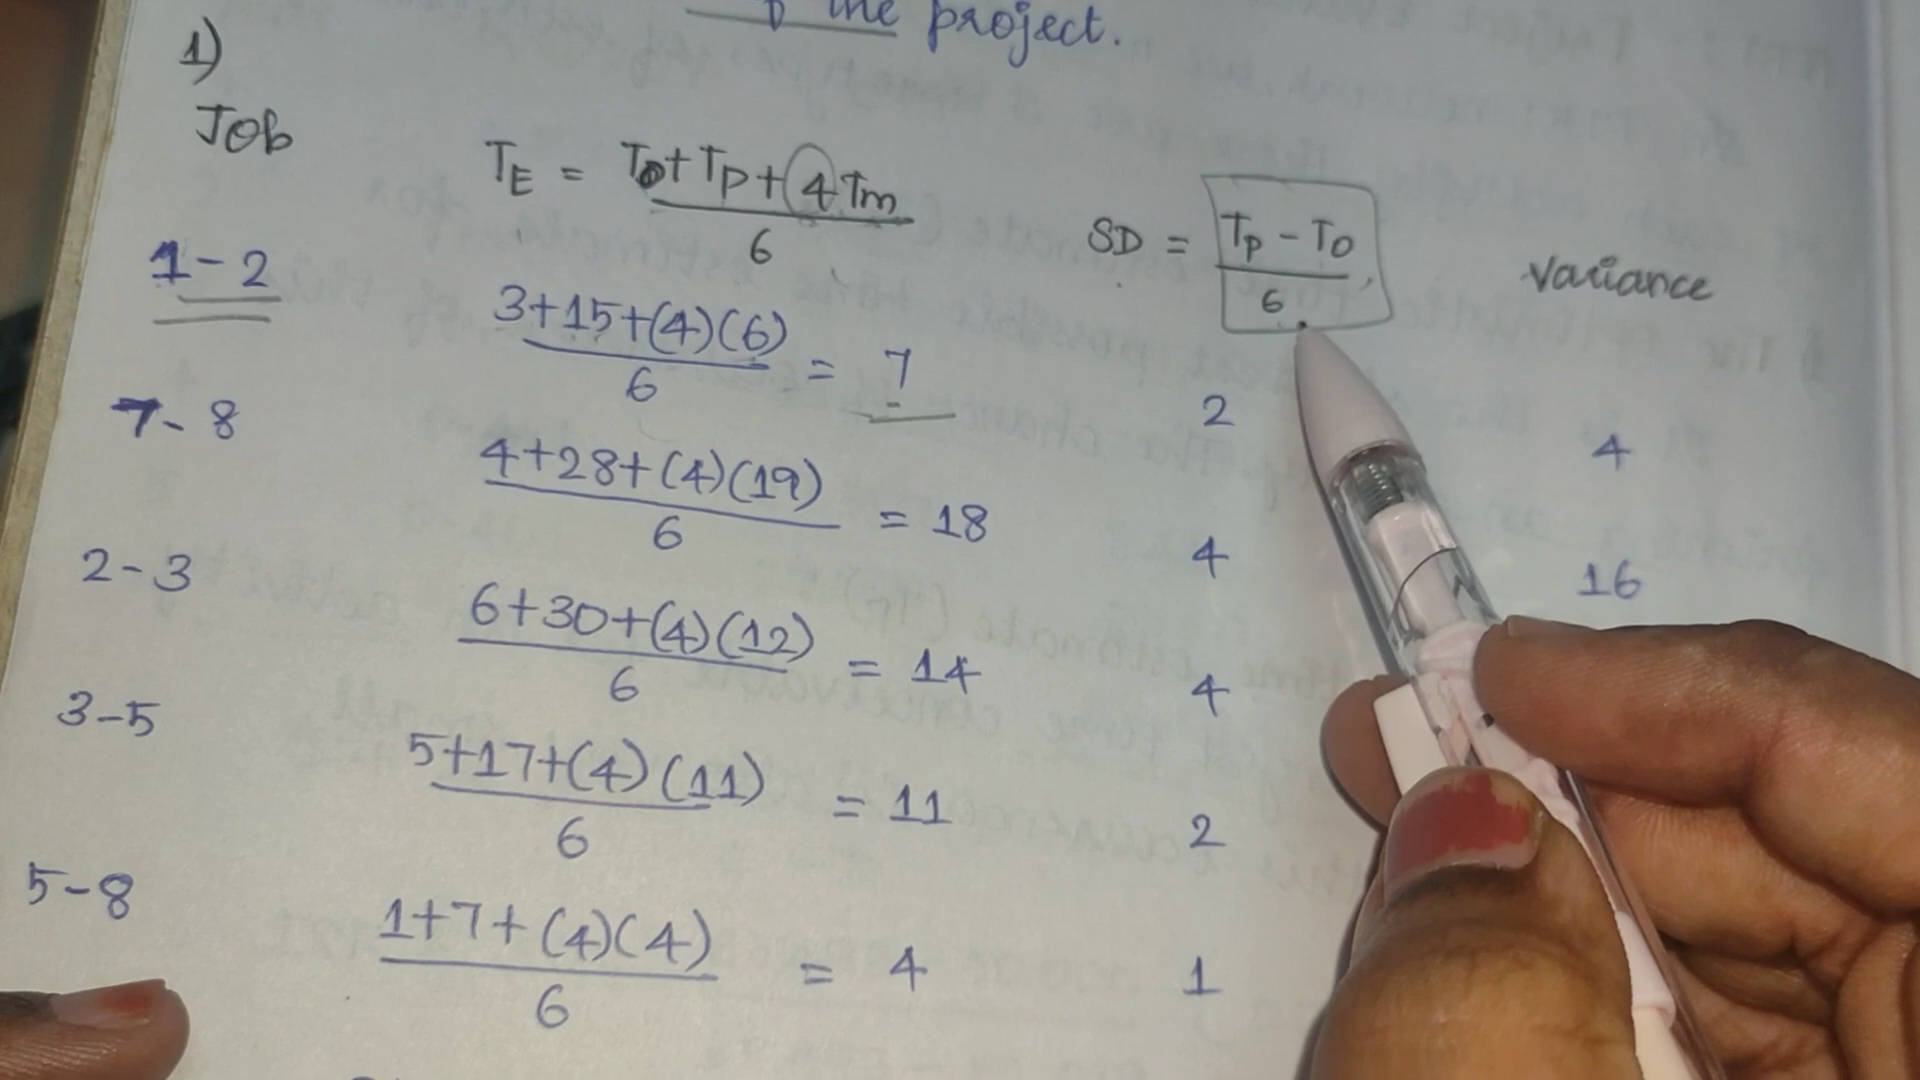 the project.
1)
Job
TE = To+Tp+4Tm / 6
SD = Tp - To / 6
Variance
1-2
3+15+(4)(6) / 6 = 7
2
4
7-8
4+28+(4)(19) / 6 = 18
4
16
2-3
6+30+(4)(12) / 6 = 14
4
3-5
5+17+(4)(11) / 6 = 11
2
5-8
1+7+(4)(4) / 6 = 4
1